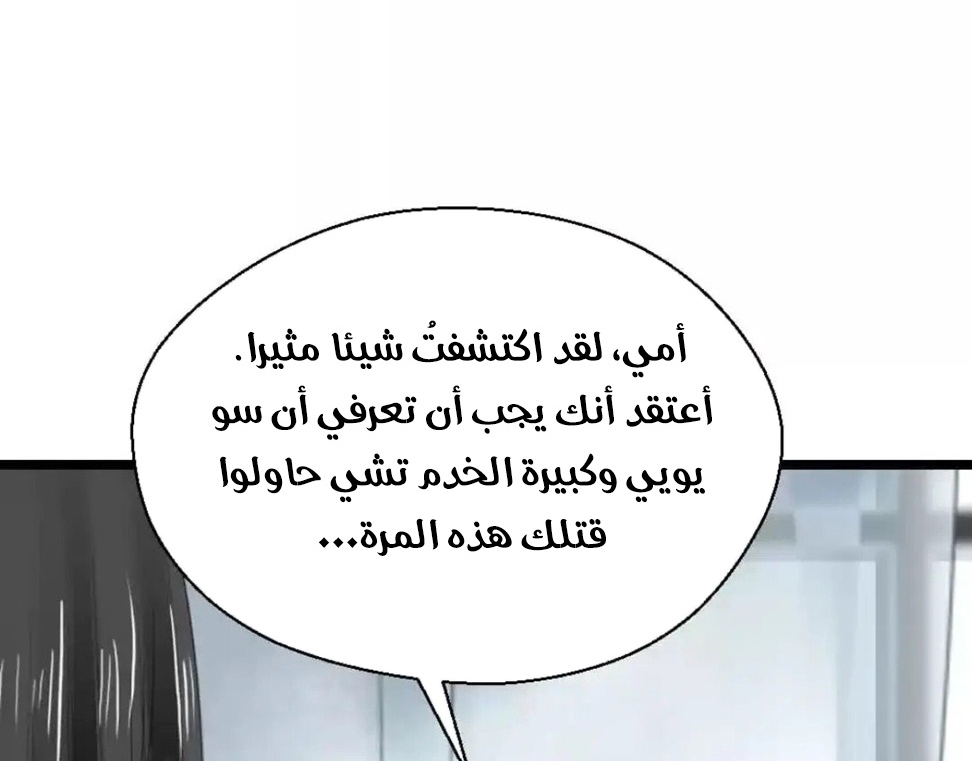 أمي، لقد اكتشفتُ شيئا مثيرا.
أعتقد أنك يجب أن تعرفي أن سو
يويي وكبيرة الخدم تشي حاولوا
قتلك هذه المرة...